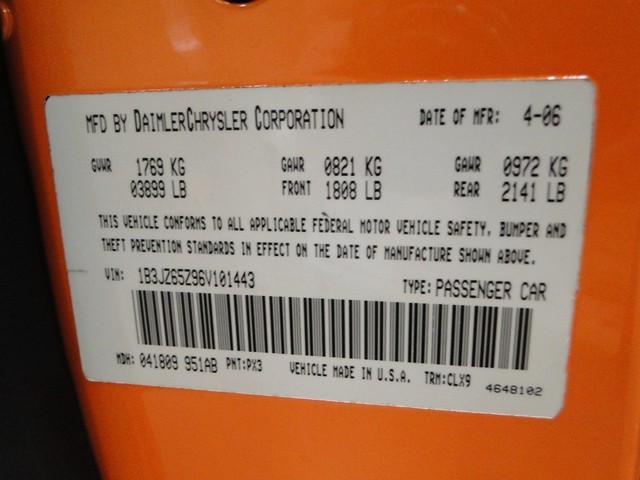 MFD BY DAIMLERCHRYSLER CORPORATION DATE OF MFR: 4-06
GVWR 1769 KG GAWR 0821 KG GAWR 0972 KG
03899 LB FRONT 1808 LB REAR 2141 LB
THIS VEHICLE CONFORMS TO ALL APPLICABLE FEDERAL MOTOR VEHICLE SAFETY, BUMPER AND
THEFT PREVENTION STANDARDS IN EFFECT ON THE DATE OF MANUFACTURE SHOWN ABOVE.
VIN: 1B3JZ65Z96V101443 TYPE: PASSENGER CAR
MDH: 041809 951AB PNT:PX3 VEHICLE MADE IN U.S.A. TRM:CLX9 4648102